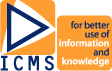 for better
use of
information
and
knowledge
ICMS